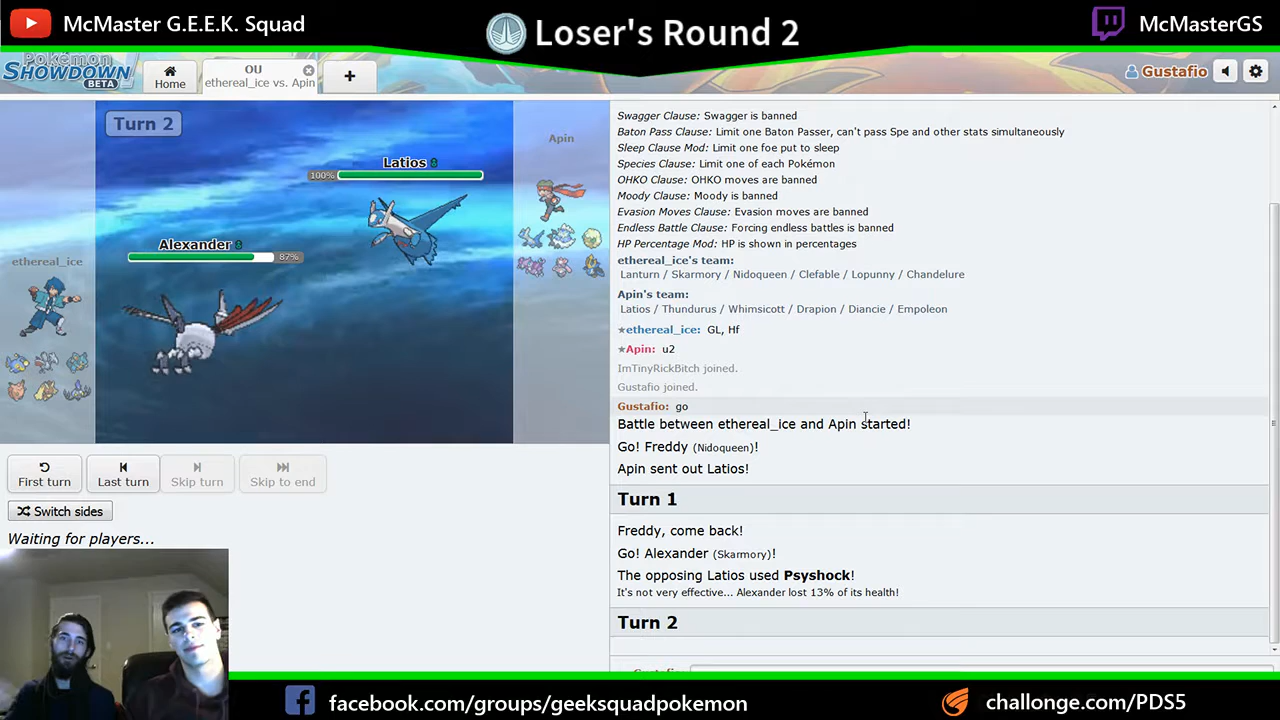 McMaster G.E.E.K. Squad
Loser's Round 2
McMasterGS
Pokémon
SHOWDOWN
BETA
Home
OU
ethereal_ice vs. Apin
Gustafio
Turn 2
Latios
100%
Alexander
87%
ethereal_ice
Apin
Swagger Clause: Swagger is banned
Baton Pass Clause: Limit one Baton Passer, can't pass Spe and other stats simultaneously
Sleep Clause Mod: Limit one foe put to sleep
Species Clause: Limit one of each Pokémon
OHKO Clause: OHKO moves are banned
Moody Clause: Moody is banned
Evasion Moves Clause: Evasion moves are banned
Endless Battle Clause: Forcing endless battles is banned
HP Percentage Mod: HP is shown in percentages
ethereal_ice's team:
Lanturn / Skarmory / Nidoqueen / Clefable / Lopunny / Chandelure
Apin's team:
Latios / Thundurus / Whimsicott / Drapion / Diancie / Empoleon
★ethereal_ice: GL, Hf
★Apin: u2
ImTinyRickBitch joined.
Gustafio joined.
Gustafio: go
Battle between ethereal_ice and Apin started!
Go! Freddy (Nidoqueen)!
Apin sent out Latios!
Turn 1
Freddy, come back!
Go! Alexander (Skarmory)!
The opposing Latios used Psyshock!
It's not very effective... Alexander lost 13% of its health!
Turn 2
First turn
Last turn
Skip turn
Skip to end
Switch sides
Waiting for players...
facebook.com/groups/geeksquadpokemon
challonge.com/PDS5